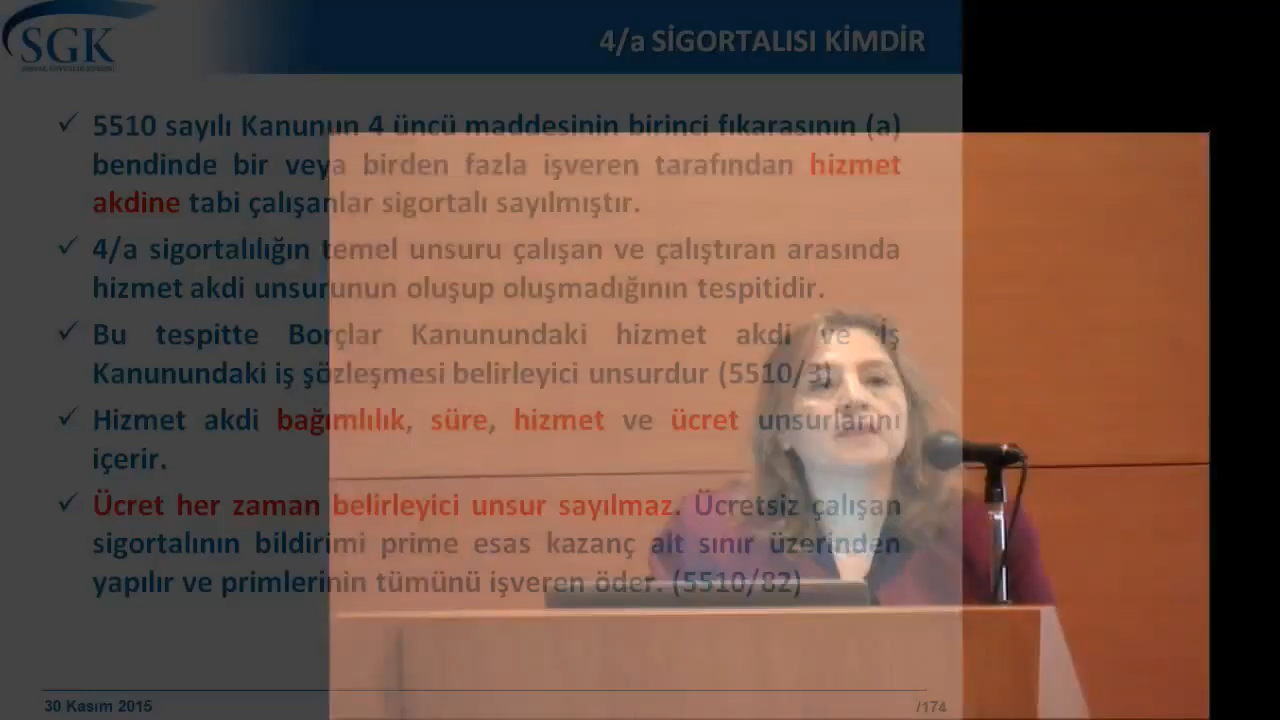 SGK
4/a SİGORTALISI KİMDİR
✓ 5510 sayılı Kanunun 4 üncü maddesinin birinci fıkarasının (a)
bendinde bir veya birden fazla işveren tarafından hizmet
akdine tabi çalışanlar sigortalı sayılmıştır.
✓ 4/a sigortalılığın temel unsuru çalışan ve çalıştıran arasında
hizmet akdi unsurunun oluşup oluşmadığının tespitidir.
✓ Bu tespitte Borçlar Kanunundaki hizmet akdi ve İş
Kanunundaki iş sözleşmesi belirleyici unsurdur (5510/3)
✓ Hizmet akdi bağımlılık, süre, hizmet ve ücret unsurlarını
içerir.
✓ Ücret her zaman belirleyici unsur sayılmaz. Ücretsiz çalışan
sigortalının bildirimi prime esas kazanç alt sınır üzerinden
yapılır ve primlerinin tümünü işveren öder. (5510/82)
30 Kasım 2015
/174